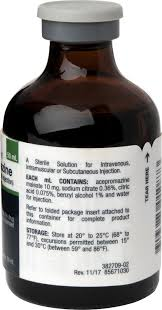 50 mL
zine
A Sterile Solution for Intravenous,
Intramuscular or Subcutaneous Injection.
EACH mL CONTAINS: acepromazine
maleate 10 mg, sodium citrate 0.36%, citric
acid 0.075%, benzyl alcohol 1% and water
for injection.
Refer to folded package insert attached to
this container for complete product
information.
STORAGE: Store at 20° to 25°C (68° to
77°F), excursions permitted between 15°
and 30°C (between 59° and 86°F).
382709-02
Rev. 11/17 85671030
TEAR HERE